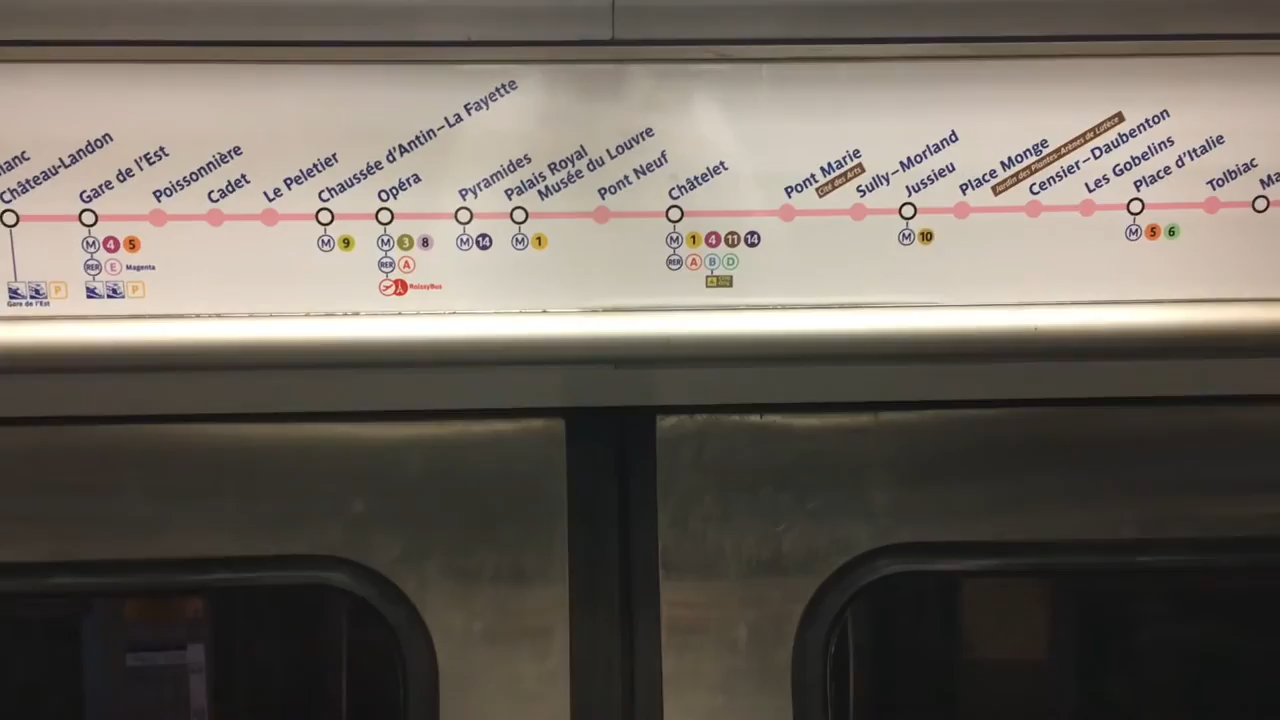 Château-Landon
Gare de l'Est
Poissonnière
Cadet
Le Peletier
Chaussée d'Antin–La Fayette
Opéra
Pyramides
Palais Royal
Musée du Louvre
Pont Neuf
Châtelet
Pont Marie
Cité des Arts
Sully–Morland
Jussieu
Place Monge
Jardin des Plantes–Arènes de Lutèce
Censier–Daubenton
Les Gobelins
Place d'Italie
Tolbiac
M 4 5
M 9
M 3 8
M 14
M 1
M 1 4 11 14
M 10
M 5 6
RER E Magenta
RER A
RER A B D
P
P
RoissyBus
Gare de l'Est